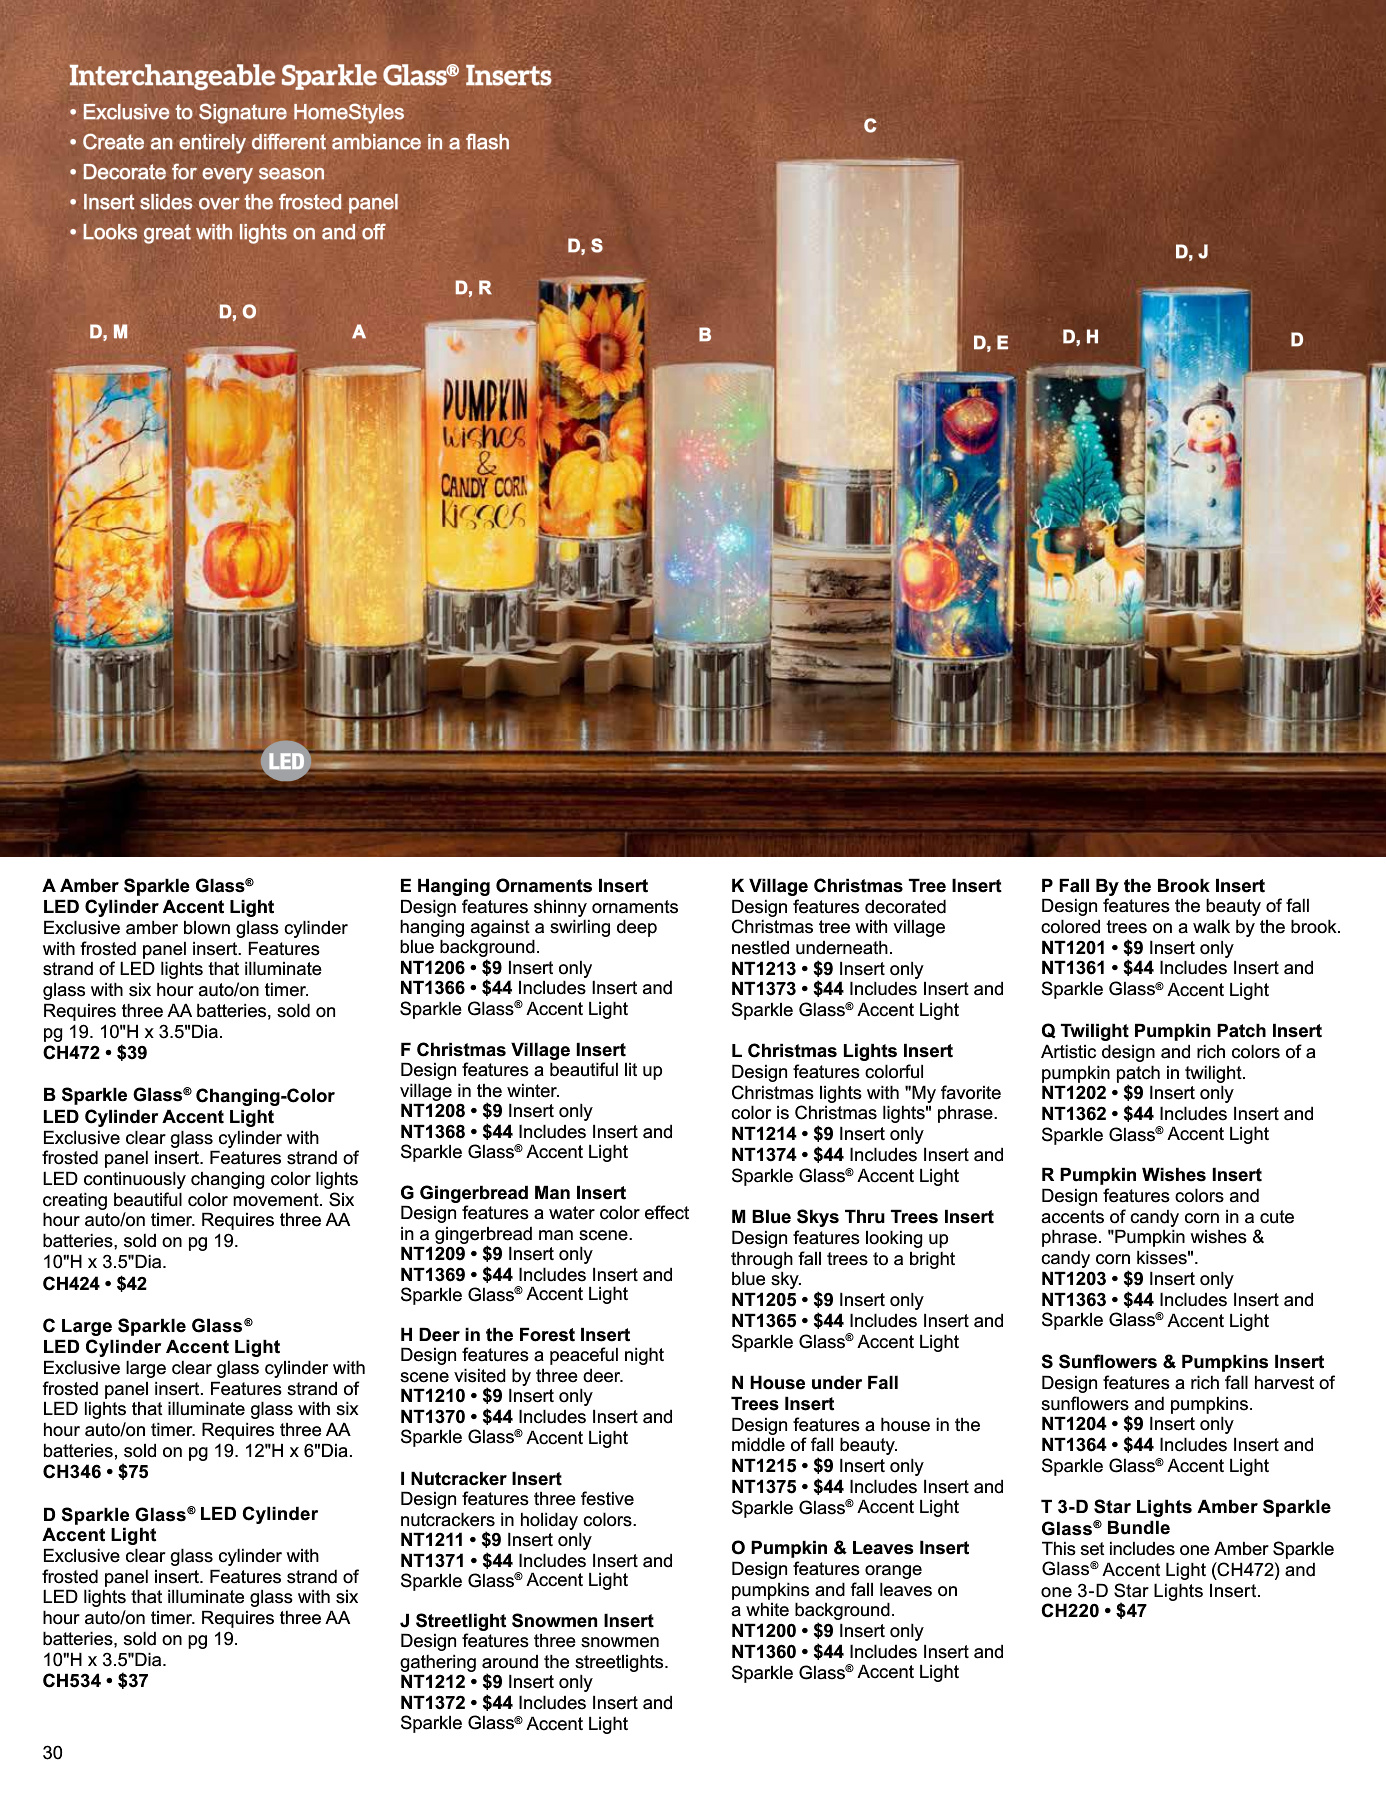 Interchangeable Sparkle Glass® Inserts
• Exclusive to Signature HomeStyles
• Create an entirely different ambiance in a flash
• Decorate for every season
• Insert slides over the frosted panel
• Looks great with lights on and off
C
D, S
D, J
D, R
D, O
D, M
A
B
D, E
D, H
D
PUMPKIN
wishes
&
CANDY CORN
kisses
LED
A Amber Sparkle Glass®
LED Cylinder Accent Light
Exclusive amber blown glass cylinder
with frosted panel insert. Features
strand of LED lights that illuminate
glass with six hour auto/on timer.
Requires three AA batteries, sold on
pg 19. 10"H x 3.5"Dia.
CH472 • $39
B Sparkle Glass® Changing-Color
LED Cylinder Accent Light
Exclusive clear glass cylinder with
frosted panel insert. Features strand of
LED continuously changing color lights
creating beautiful color movement. Six
hour auto/on timer. Requires three AA
batteries, sold on pg 19.
10"H x 3.5"Dia.
CH424 • $42
C Large Sparkle Glass®
LED Cylinder Accent Light
Exclusive large clear glass cylinder with
frosted panel insert. Features strand of
LED lights that illuminate glass with six
hour auto/on timer. Requires three AA
batteries, sold on pg 19. 12"H x 6"Dia.
CH346 • $75
D Sparkle Glass® LED Cylinder
Accent Light
Exclusive clear glass cylinder with
frosted panel insert. Features strand of
LED lights that illuminate glass with six
hour auto/on timer. Requires three AA
batteries, sold on pg 19.
10"H x 3.5"Dia.
CH534 • $37
E Hanging Ornaments Insert
Design features shinny ornaments
hanging against a swirling deep
blue background.
NT1206 • $9 Insert only
NT1366 • $44 Includes Insert and
Sparkle Glass® Accent Light
F Christmas Village Insert
Design features a beautiful lit up
village in the winter.
NT1208 • $9 Insert only
NT1368 • $44 Includes Insert and
Sparkle Glass® Accent Light
G Gingerbread Man Insert
Design features a water color effect
in a gingerbread man scene.
NT1209 • $9 Insert only
NT1369 • $44 Includes Insert and
Sparkle Glass® Accent Light
H Deer in the Forest Insert
Design features a peaceful night
scene visited by three deer.
NT1210 • $9 Insert only
NT1370 • $44 Includes Insert and
Sparkle Glass® Accent Light
I Nutcracker Insert
Design features three festive
nutcrackers in holiday colors.
NT1211 • $9 Insert only
NT1371 • $44 Includes Insert and
Sparkle Glass® Accent Light
J Streetlight Snowmen Insert
Design features three snowmen
gathering around the streetlights.
NT1212 • $9 Insert only
NT1372 • $44 Includes Insert and
Sparkle Glass® Accent Light
K Village Christmas Tree Insert
Design features decorated
Christmas tree with village
nestled underneath.
NT1213 • $9 Insert only
NT1373 • $44 Includes Insert and
Sparkle Glass® Accent Light
L Christmas Lights Insert
Design features colorful
Christmas lights with "My favorite
color is Christmas lights" phrase.
NT1214 • $9 Insert only
NT1374 • $44 Includes Insert and
Sparkle Glass® Accent Light
M Blue Skys Thru Trees Insert
Design features looking up
through fall trees to a bright
blue sky.
NT1205 • $9 Insert only
NT1365 • $44 Includes Insert and
Sparkle Glass® Accent Light
N House under Fall
Trees Insert
Design features a house in the
middle of fall beauty.
NT1215 • $9 Insert only
NT1375 • $44 Includes Insert and
Sparkle Glass® Accent Light
O Pumpkin & Leaves Insert
Design features orange
pumpkins and fall leaves on
a white background.
NT1200 • $9 Insert only
NT1360 • $44 Includes Insert and
Sparkle Glass® Accent Light
P Fall By the Brook Insert
Design features the beauty of fall
colored trees on a walk by the brook.
NT1201 • $9 Insert only
NT1361 • $44 Includes Insert and
Sparkle Glass® Accent Light
Q Twilight Pumpkin Patch Insert
Artistic design and rich colors of a
pumpkin patch in twilight.
NT1202 • $9 Insert only
NT1362 • $44 Includes Insert and
Sparkle Glass® Accent Light
R Pumpkin Wishes Insert
Design features colors and
accents of candy corn in a cute
phrase. "Pumpkin wishes &
candy corn kisses".
NT1203 • $9 Insert only
NT1363 • $44 Includes Insert and
Sparkle Glass® Accent Light
S Sunflowers & Pumpkins Insert
Design features a rich fall harvest of
sunflowers and pumpkins.
NT1204 • $9 Insert only
NT1364 • $44 Includes Insert and
Sparkle Glass® Accent Light
T 3-D Star Lights Amber Sparkle
Glass® Bundle
This set includes one Amber Sparkle
Glass® Accent Light (CH472) and
one 3-D Star Lights Insert.
CH220 • $47
30